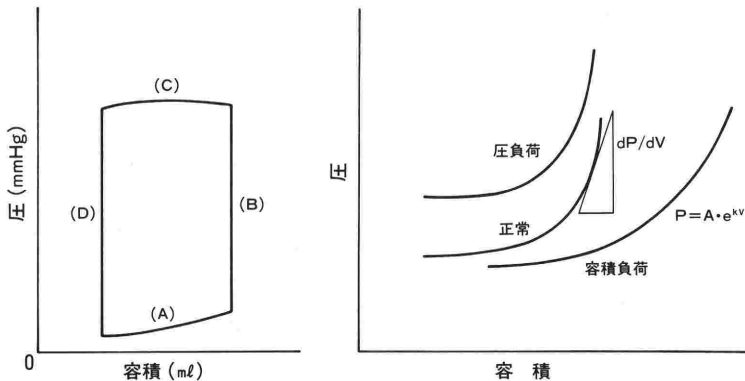 圧 (mmHg)
(C)
(D)
(B)
(A)
0
容積 (mℓ)
圧
圧負荷
dP/dV
正常
P=A・e^kV
容積負荷
容 積